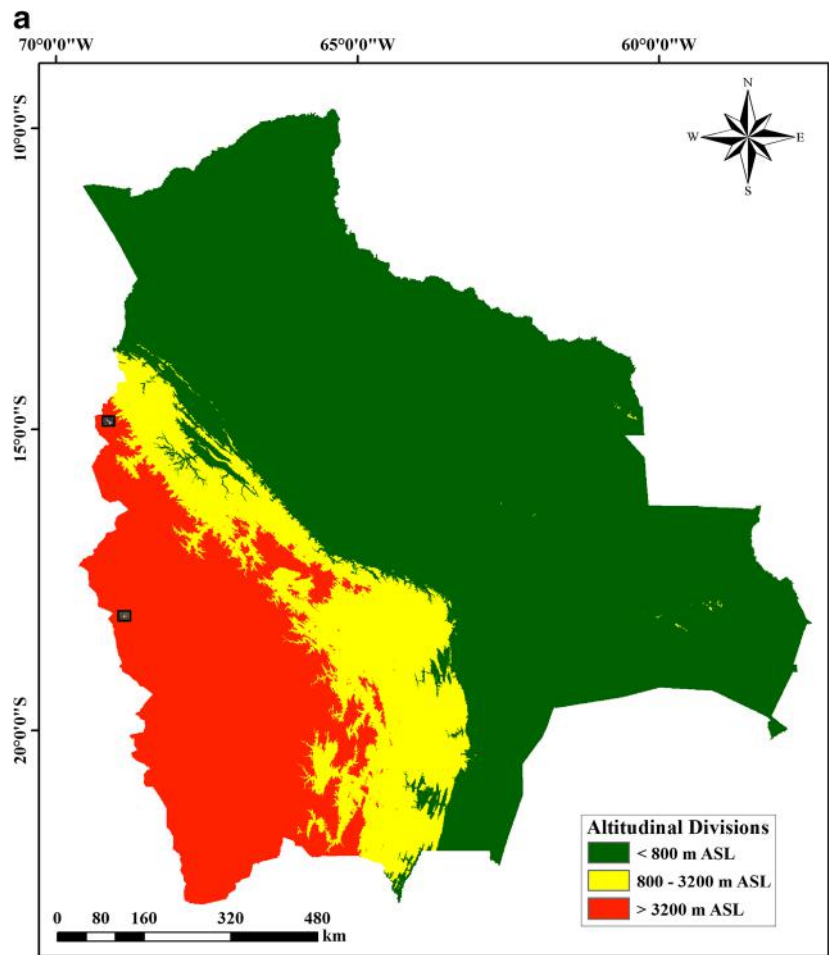 a
70°0'0"W 65°0'0"W 60°0'0"W
10°0'0"S
15°0'0"S
20°0'0"S
N
W E
S
Altitudinal Divisions
< 800 m ASL
800 - 3200 m ASL
> 3200 m ASL
0 80 160 320 480
km